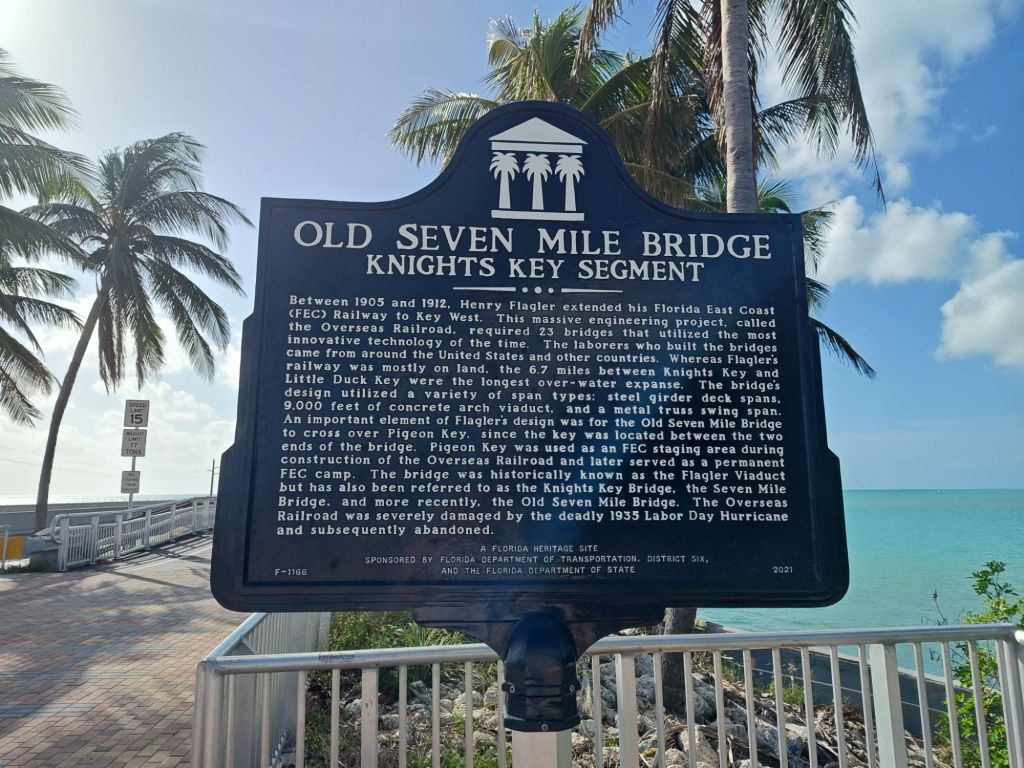 OLD SEVEN MILE BRIDGE
KNIGHTS KEY SEGMENT
Between 1905 and 1912, Henry Flagler extended his Florida East Coast
(FEC) Railway to Key West. This massive engineering project, called
the Overseas Railroad, required 23 bridges that utilized the most
innovative technology of the time. The laborers who built the bridges
came from around the United States and other countries. Whereas Flagler's
railway was mostly on land, the 6.7 miles between Knights Key and
Little Duck Key were the longest over-water expanse. The bridge's
design utilized a variety of span types: steel girder deck spans,
9,000 feet of concrete arch viaduct, and a metal truss swing span.
An important element of Flagler's design was for the Old Seven Mile Bridge
to cross over Pigeon Key, since the key was located between the two
ends of the bridge. Pigeon Key was used as an FEC staging area during
construction of the Overseas Railroad and later served as a permanent
FEC camp. The bridge was historically known as the Flagler Viaduct
but has also been referred to as the Knights Key Bridge, the Seven Mile
Bridge, and more recently, the Old Seven Mile Bridge. The Overseas
Railroad was severely damaged by the deadly 1935 Labor Day Hurricane
and subsequently abandoned.
A FLORIDA HERITAGE SITE
SPONSORED BY FLORIDA DEPARTMENT OF TRANSPORTATION, DISTRICT SIX,
AND THE FLORIDA DEPARTMENT OF STATE
F-1166
2021
SPEED
LIMIT
15
WEIGHT
LIMIT
17
TONS
NO
FISHING
FROM